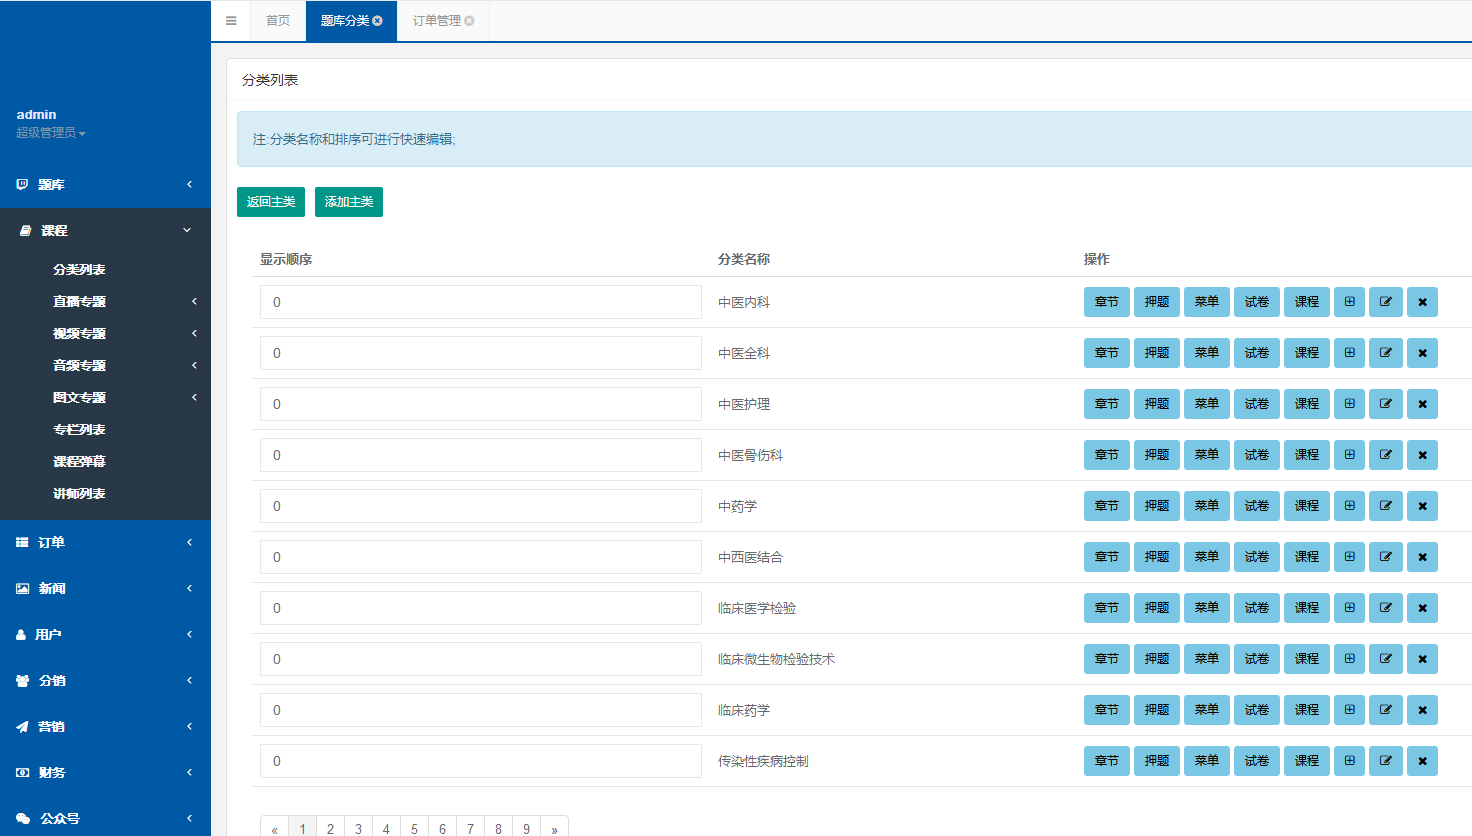 首页
题库分类
订单管理
admin
超级管理员
题库
课程
分类列表
直播专题
视频专题
音频专题
图文专题
专栏列表
课程弹幕
讲师列表
订单
新闻
用户
分销
营销
财务
公众号
分类列表
注:分类名称和排序可进行快速编辑;
返回主类 添加主类
显示顺序 分类名称 操作
0 中医内科 章节 押题 菜单 试卷 课程
0 中医全科 章节 押题 菜单 试卷 课程
0 中医护理 章节 押题 菜单 试卷 课程
0 中医骨伤科 章节 押题 菜单 试卷 课程
0 中药学 章节 押题 菜单 试卷 课程
0 中西医结合 章节 押题 菜单 试卷 课程
0 临床医学检验 章节 押题 菜单 试卷 课程
0 临床微生物检验技术 章节 押题 菜单 试卷 课程
0 临床药学 章节 押题 菜单 试卷 课程
0 传染性疾病控制 章节 押题 菜单 试卷 课程
« 1 2 3 4 5 6 7 8 9 »